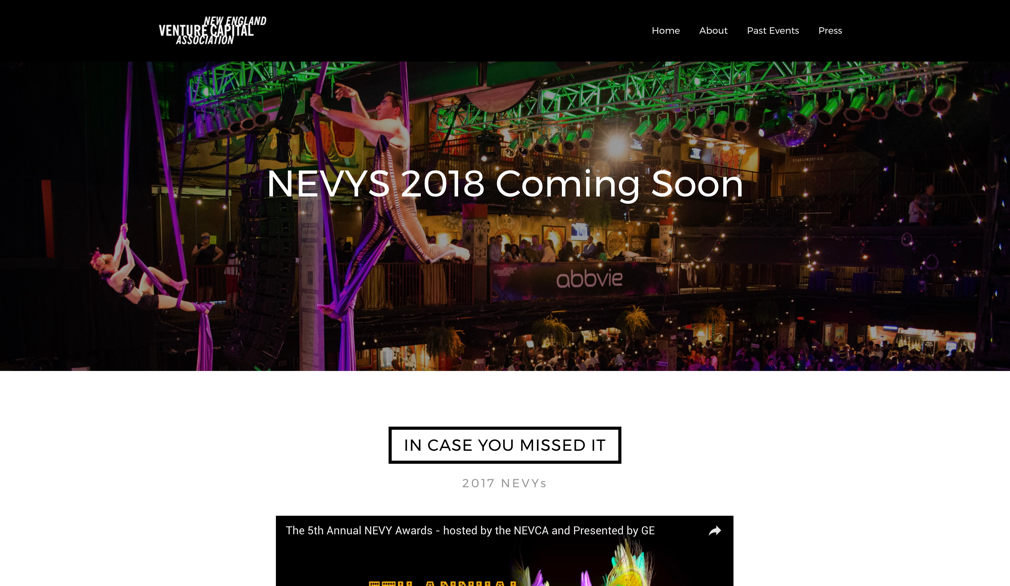 NEW ENGLAND
VENTURE CAPITAL
ASSOCIATION
Home About Past Events Press
NEVYS 2018 Coming Soon
abbvie
IN CASE YOU MISSED IT
2017 NEVYs
The 5th Annual NEVY Awards - hosted by the NEVCA and Presented by GE